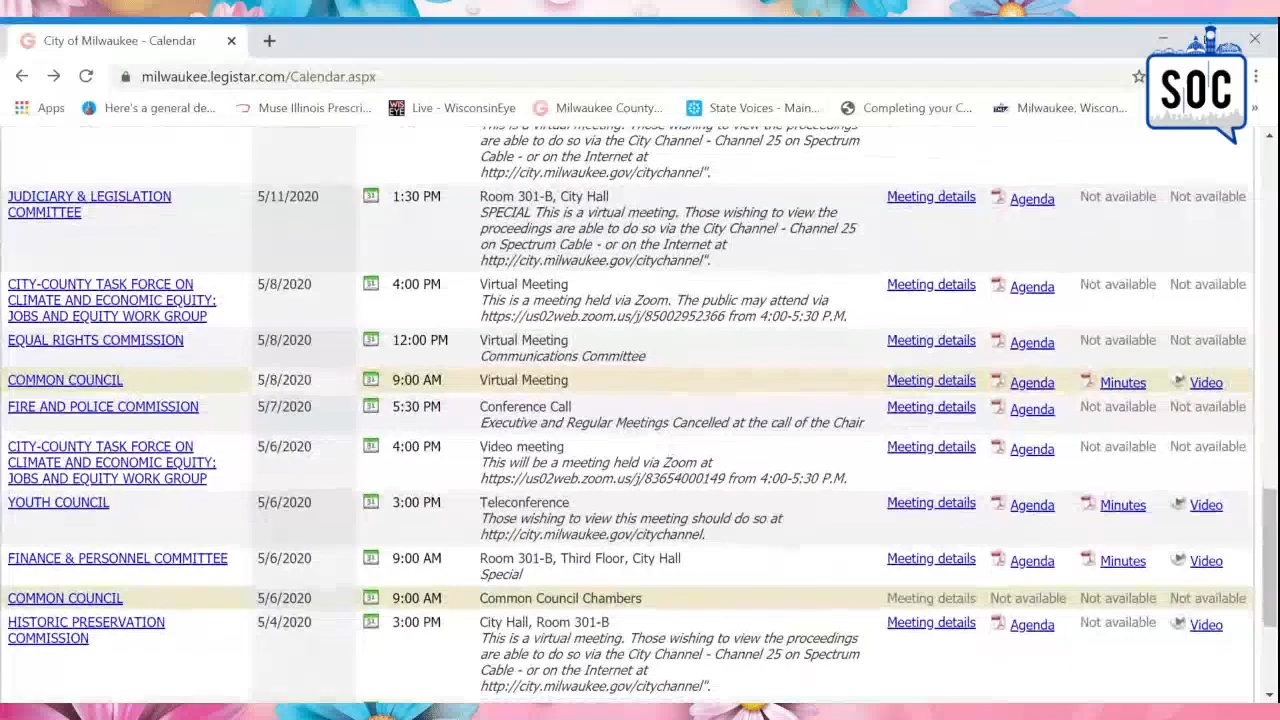 City of Milwaukee - Calendar
milwaukee.legistar.com/Calendar.aspx
SOC
Apps
Here's a general de...
WIS EYE
Live - WisconsinEye
Muse Illinois Prescri...
Milwaukee County...
State Voices - Main...
Completing your C...
Milwaukee, Wiscon...
This is a virtual meeting. Those wishing to view the proceedings
are able to do so via the City Channel - Channel 25 on Spectrum
Cable - or on the Internet at
http://city.milwaukee.gov/citychannel".
JUDICIARY & LEGISLATION
COMMITTEE
5/11/2020
1:30 PM
Room 301-B, City Hall
SPECIAL This is a virtual meeting. Those wishing to view the
proceedings are able to do so via the City Channel - Channel 25
on Spectrum Cable - or on the Internet at
http://city.milwaukee.gov/citychannel".
Meeting details
Agenda
Not available
Not available
CITY-COUNTY TASK FORCE ON
CLIMATE AND ECONOMIC EQUITY:
JOBS AND EQUITY WORK GROUP
5/8/2020
4:00 PM
Virtual Meeting
This is a meeting held via Zoom. The public may attend via
https://us02web.zoom.us/j/85002952366 from 4:00-5:30 P.M.
Meeting details
Agenda
Not available
Not available
EQUAL RIGHTS COMMISSION
5/8/2020
12:00 PM
Virtual Meeting
Communications Committee
Meeting details
Agenda
Not available
Not available
COMMON COUNCIL
5/8/2020
9:00 AM
Virtual Meeting
Meeting details
Agenda
Minutes
Video
FIRE AND POLICE COMMISSION
5/7/2020
5:30 PM
Conference Call
Executive and Regular Meetings Cancelled at the call of the Chair
Meeting details
Agenda
Not available
Not available
CITY-COUNTY TASK FORCE ON
CLIMATE AND ECONOMIC EQUITY:
JOBS AND EQUITY WORK GROUP
5/6/2020
4:00 PM
Video meeting
This will be a meeting held via Zoom at
https://us02web.zoom.us/j/83654000149 from 4:00-5:30 P.M.
Meeting details
Agenda
Not available
Not available
YOUTH COUNCIL
5/6/2020
3:00 PM
Teleconference
Those wishing to view this meeting should do so at
http://city.milwaukee.gov/citychannel.
Meeting details
Agenda
Minutes
Video
FINANCE & PERSONNEL COMMITTEE
5/6/2020
9:00 AM
Room 301-B, Third Floor, City Hall
Special
Meeting details
Agenda
Minutes
Video
COMMON COUNCIL
5/6/2020
9:00 AM
Common Council Chambers
Meeting details
Not available
Not available
Not available
HISTORIC PRESERVATION
COMMISSION
5/4/2020
3:00 PM
City Hall, Room 301-B
This is a virtual meeting. Those wishing to view the proceedings
are able to do so via the City Channel - Channel 25 on Spectrum
Cable - or on the Internet at
http://city.milwaukee.gov/citychannel".
Meeting details
Agenda
Not available
Video